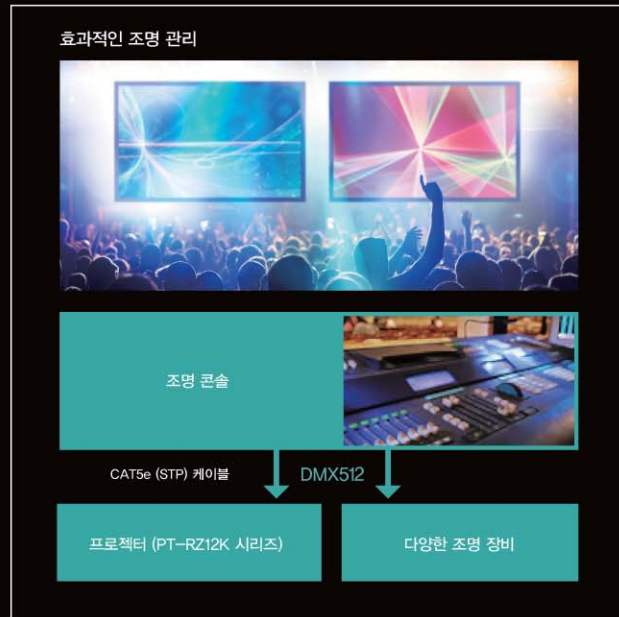 효과적인 조명 관리
조명 콘솔
CAT5e (STP) 케이블
DMX512
프로젝터 (PT-RZ12K 시리즈)
다양한 조명 장비